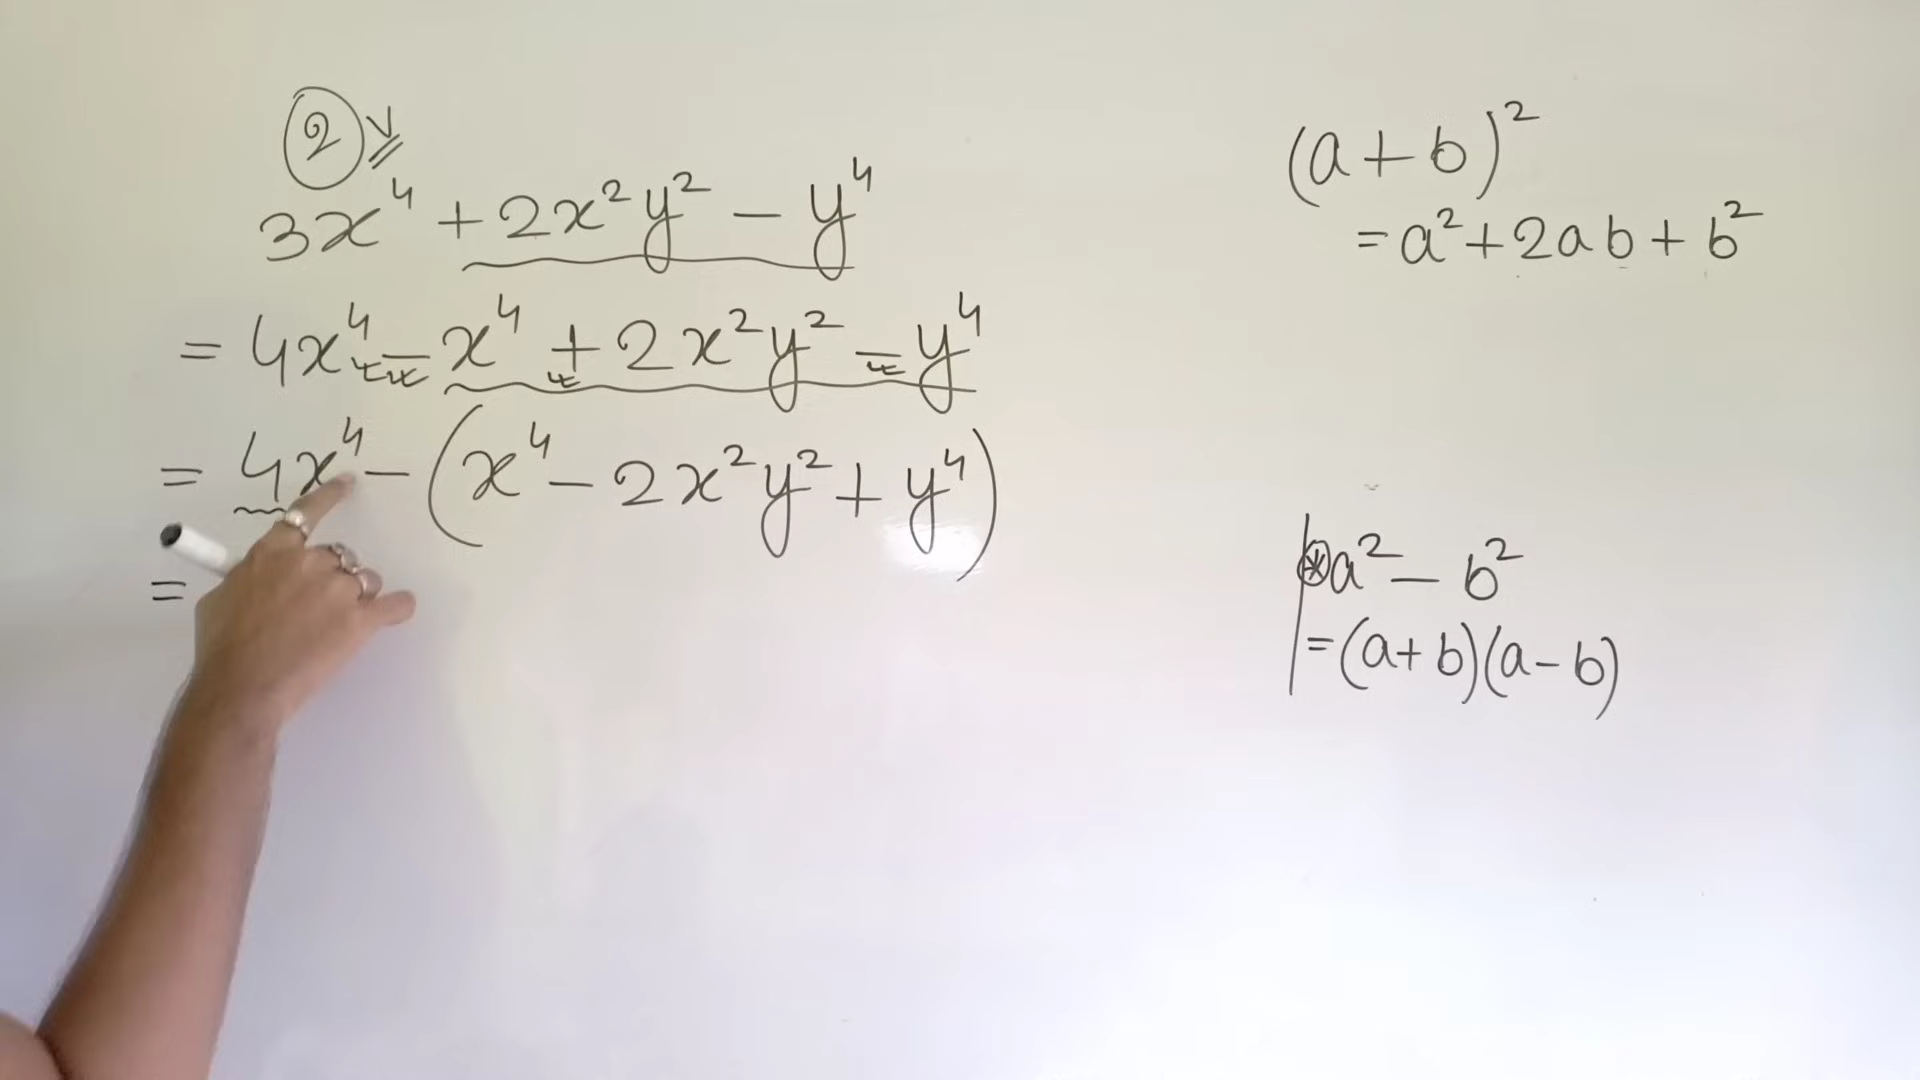 ② ✓
3x⁴ + 2x²y² − y⁴
= 4x⁴ − x⁴ + 2x²y² − y⁴
= 4x⁴ − (x⁴ − 2x²y² + y⁴)
=
(a + b)²
= a² + 2ab + b²
⊛ a² − b²
= (a + b)(a − b)